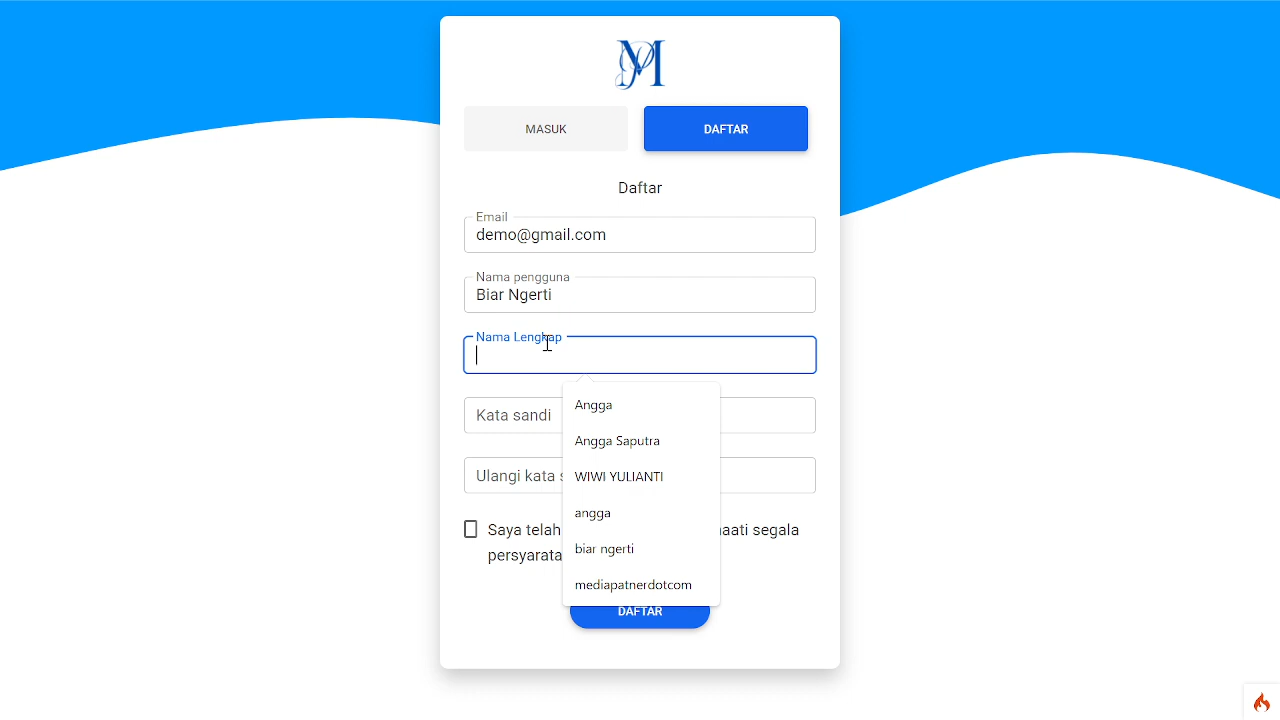 MASUK
DAFTAR
Daftar
Email
demo@gmail.com
Nama pengguna
Biar Ngerti
Nama Lengkap
Angga
Kata sandi
Angga Saputra
Ulangi kata s
WIWI YULIANTI
angga
Saya telah
aati segala
biar ngerti
persyarata
mediapatnerdotcom
DAFTAR